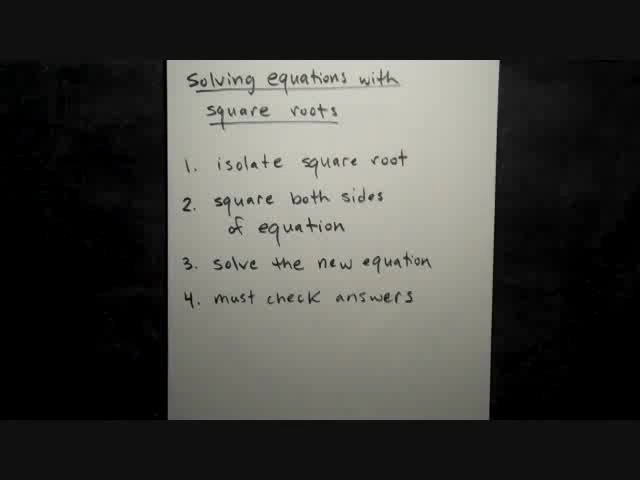 Solving equations with
square roots
1. isolate square root
2. square both sides
of equation
3. solve the new equation
4. must check answers